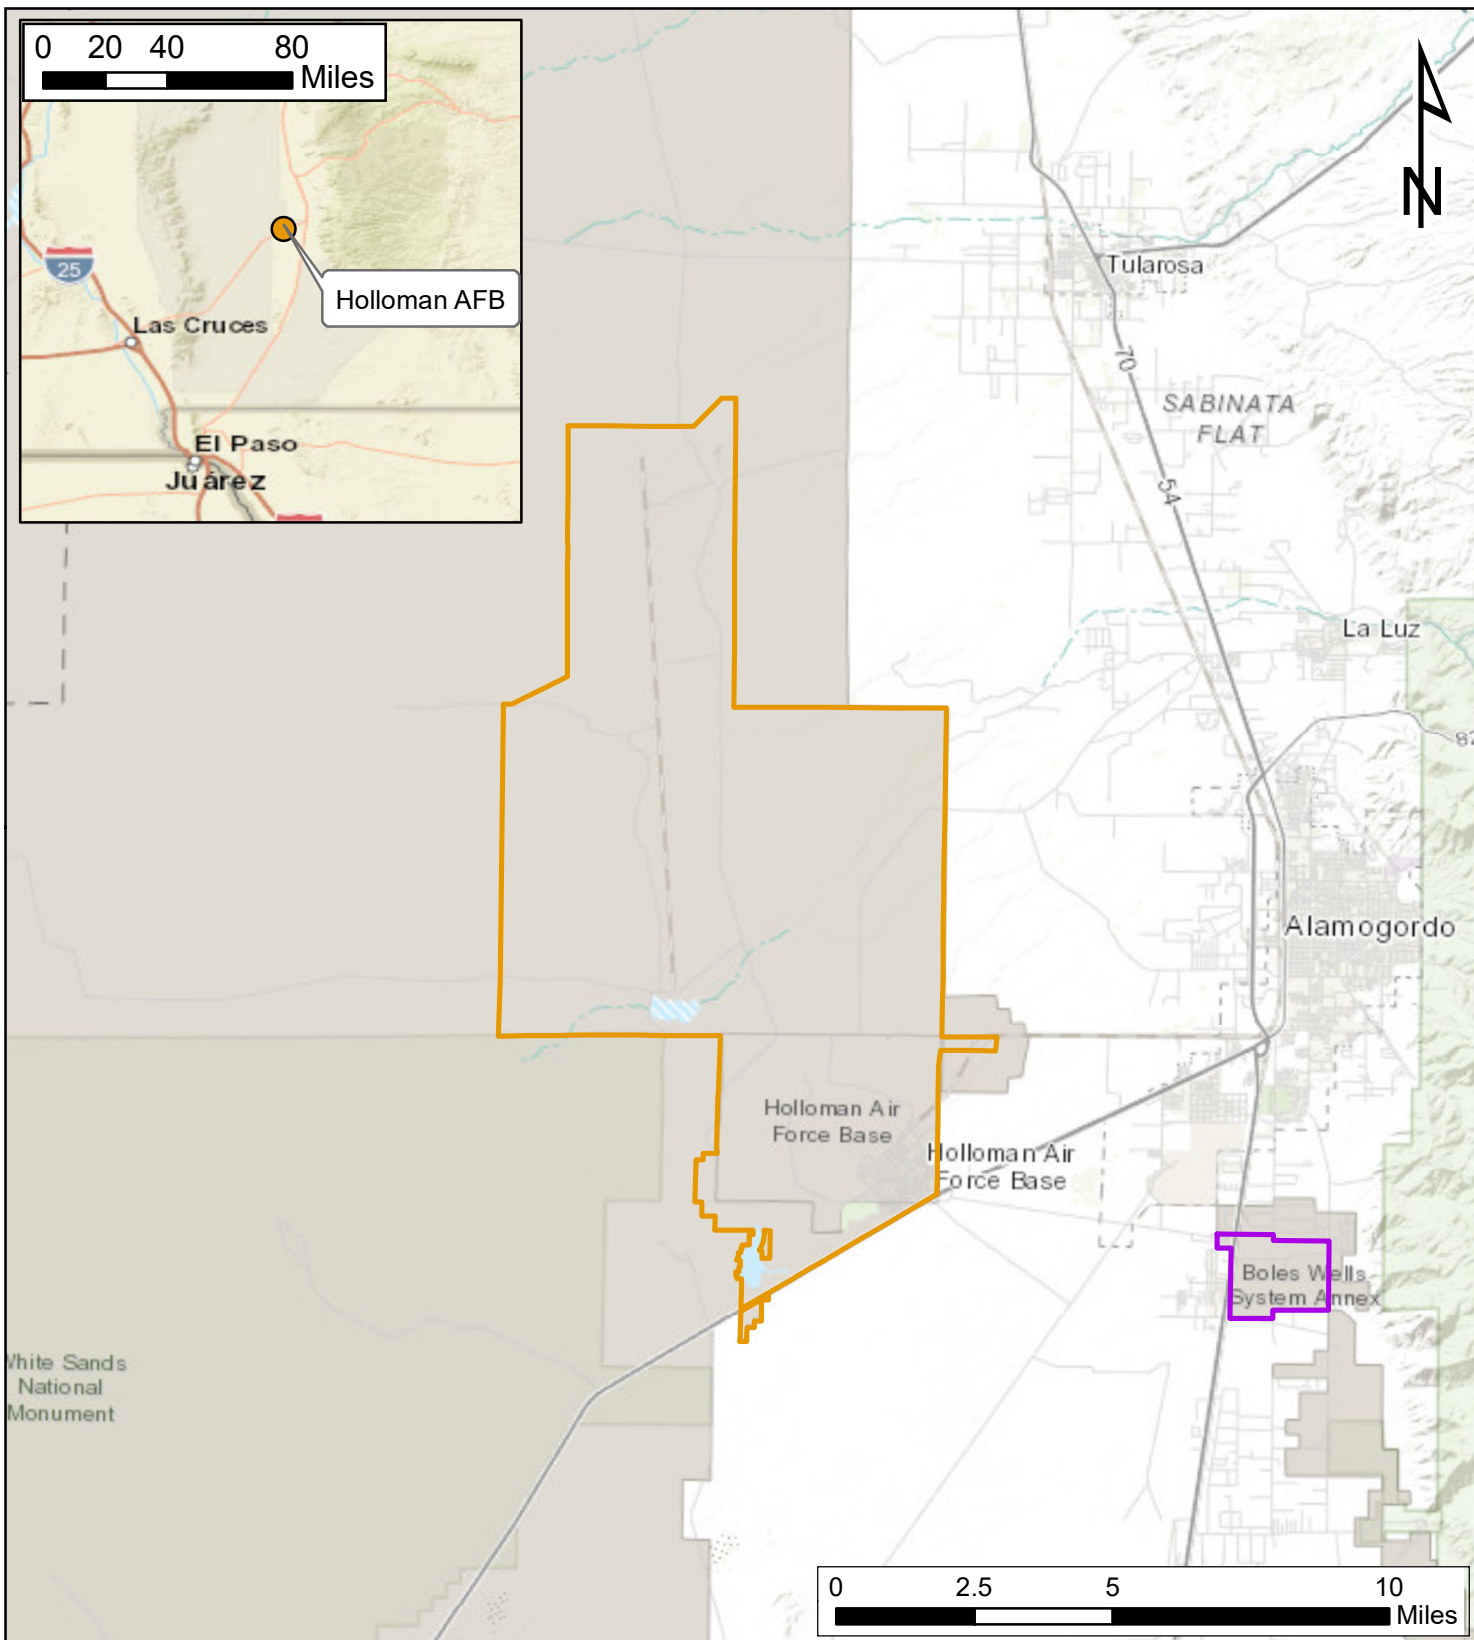 0 20 40 80
Miles
25
Holloman AFB
Las Cruces
El Paso
Juárez
N
Tularosa
70
SABINATA
FLAT
54
La Luz
Alamogordo
Holloman Air
Force Base
Holloman Air
Force Base
Boles Wells
System Annex
White Sands
National
Monument
0 2.5 5 10
Miles